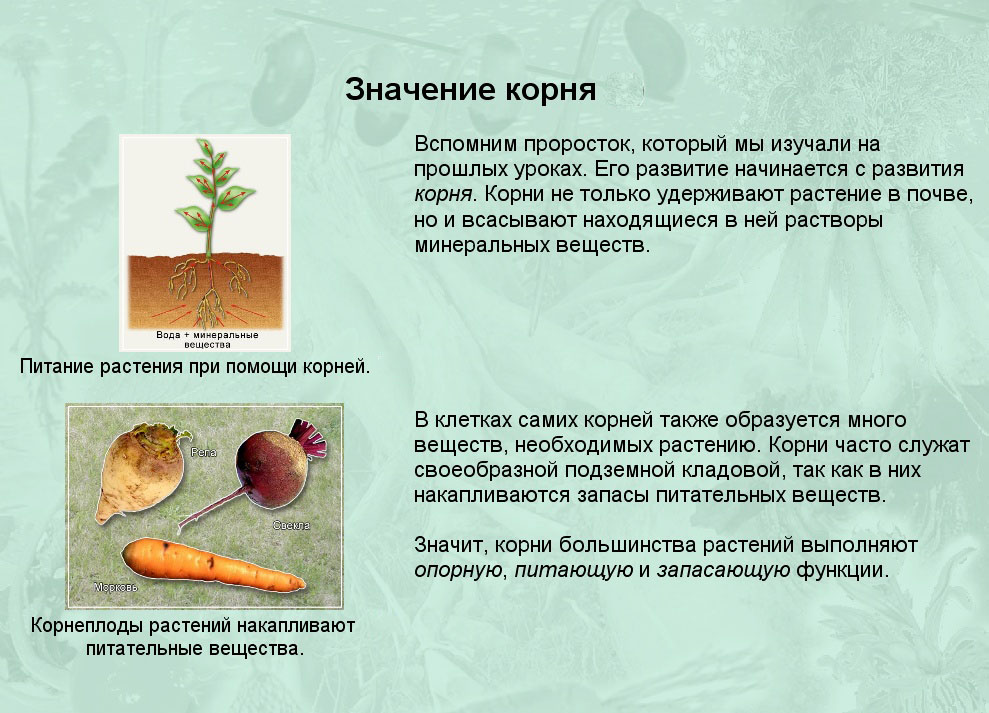 Значение корня
Вспомним проросток, который мы изучали на
прошлых уроках. Его развитие начинается с развития
корня. Корни не только удерживают растение в почве,
но и всасывают находящиеся в ней растворы
минеральных веществ.
Вода + минеральные
вещества
Питание растения при помощи корней.
В клетках самих корней также образуется много
веществ, необходимых растению. Корни часто служат
своеобразной подземной кладовой, так как в них
накапливаются запасы питательных веществ.
Значит, корни большинства растений выполняют
опорную, питающую и запасающую функции.
Репа
Свекла
Морковь
Корнеплоды растений накапливают
питательные вещества.